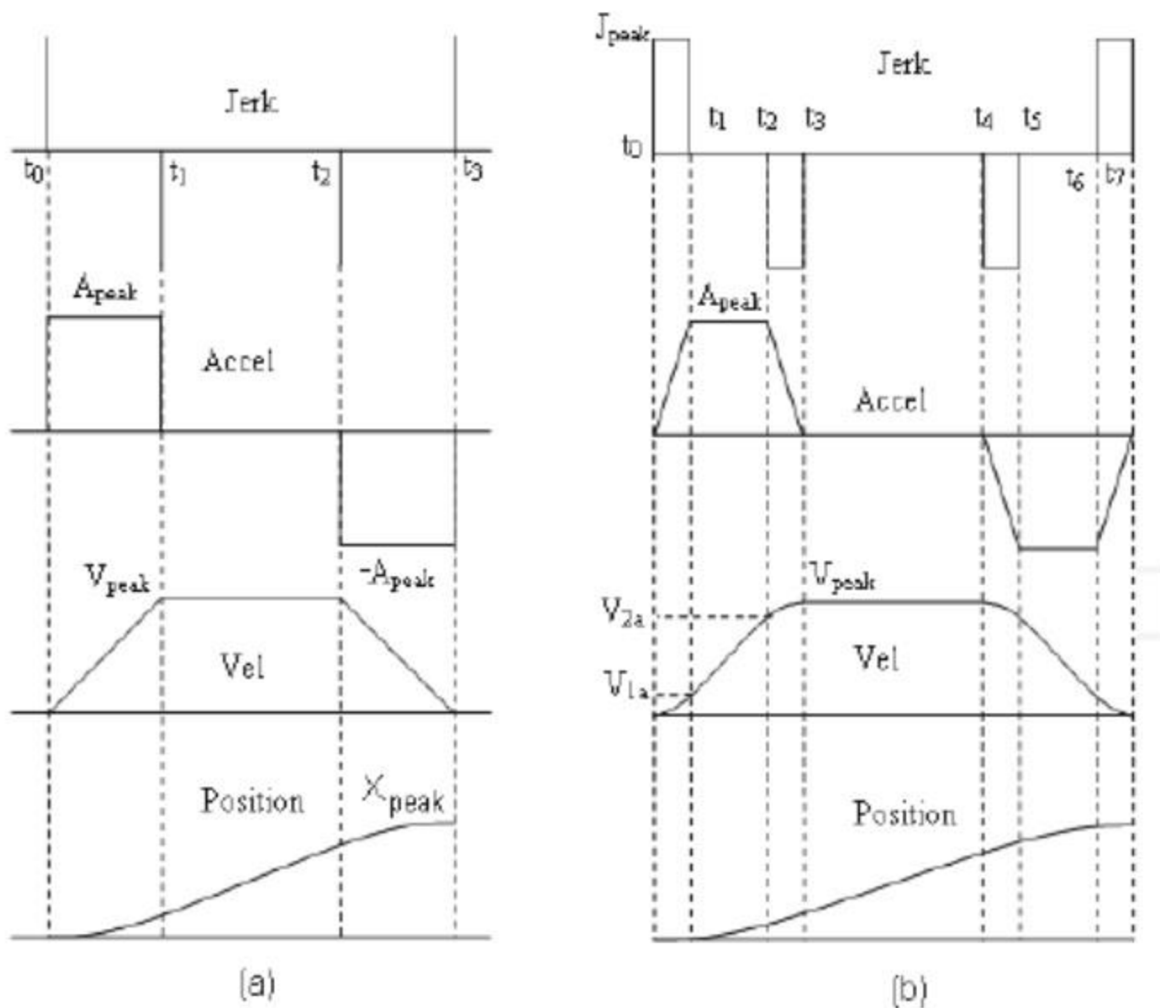 Jerk
t0 t1 t2 t3
Apeak
Accel
-Apeak
Vpeak
Vel
Position
Xpeak
(a)
Jpeak
Jerk
t0 t1 t2 t3 t4 t5
t6 t7
Apeak
Accel
Vpeak
V2a
Vel
V1a
Position
(b)